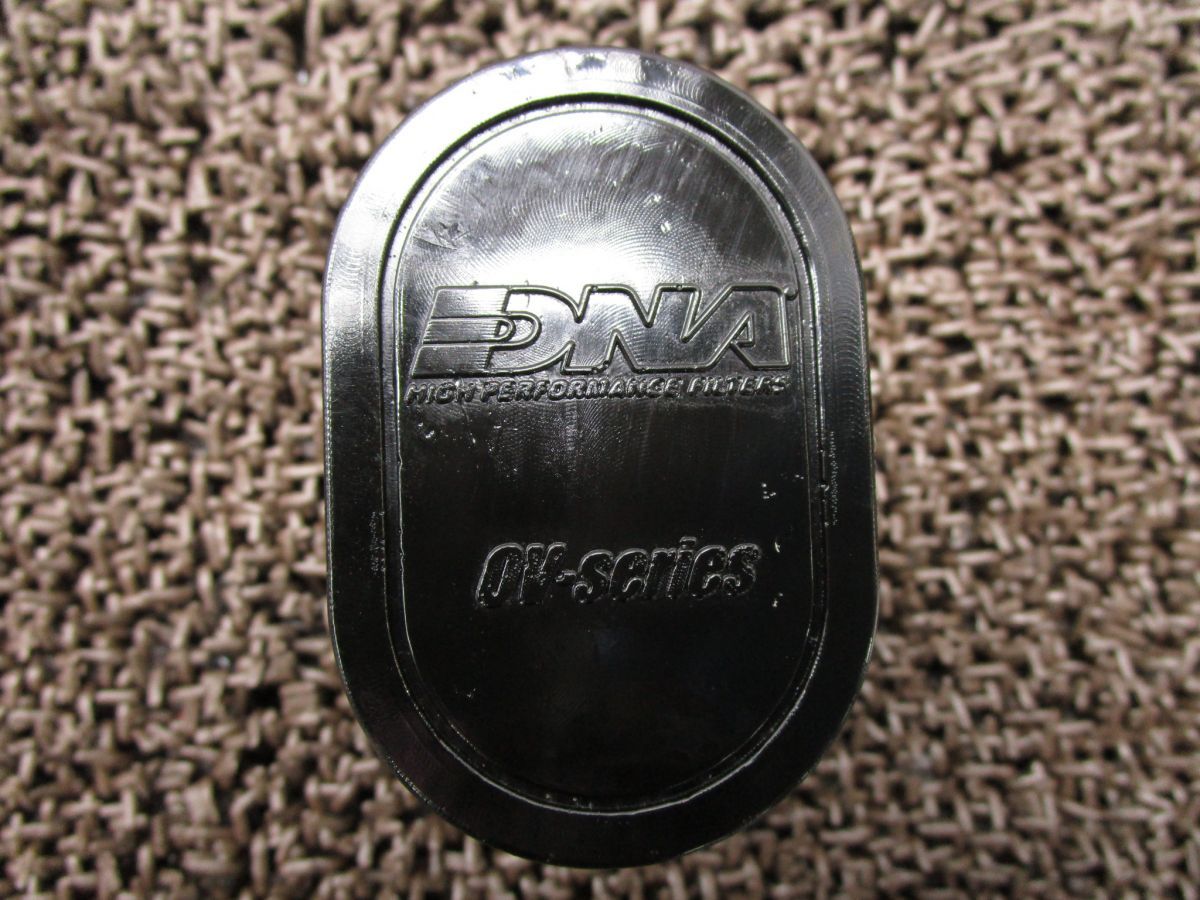 DNA
HIGH PERFORMANCE FILTERS
OV-series